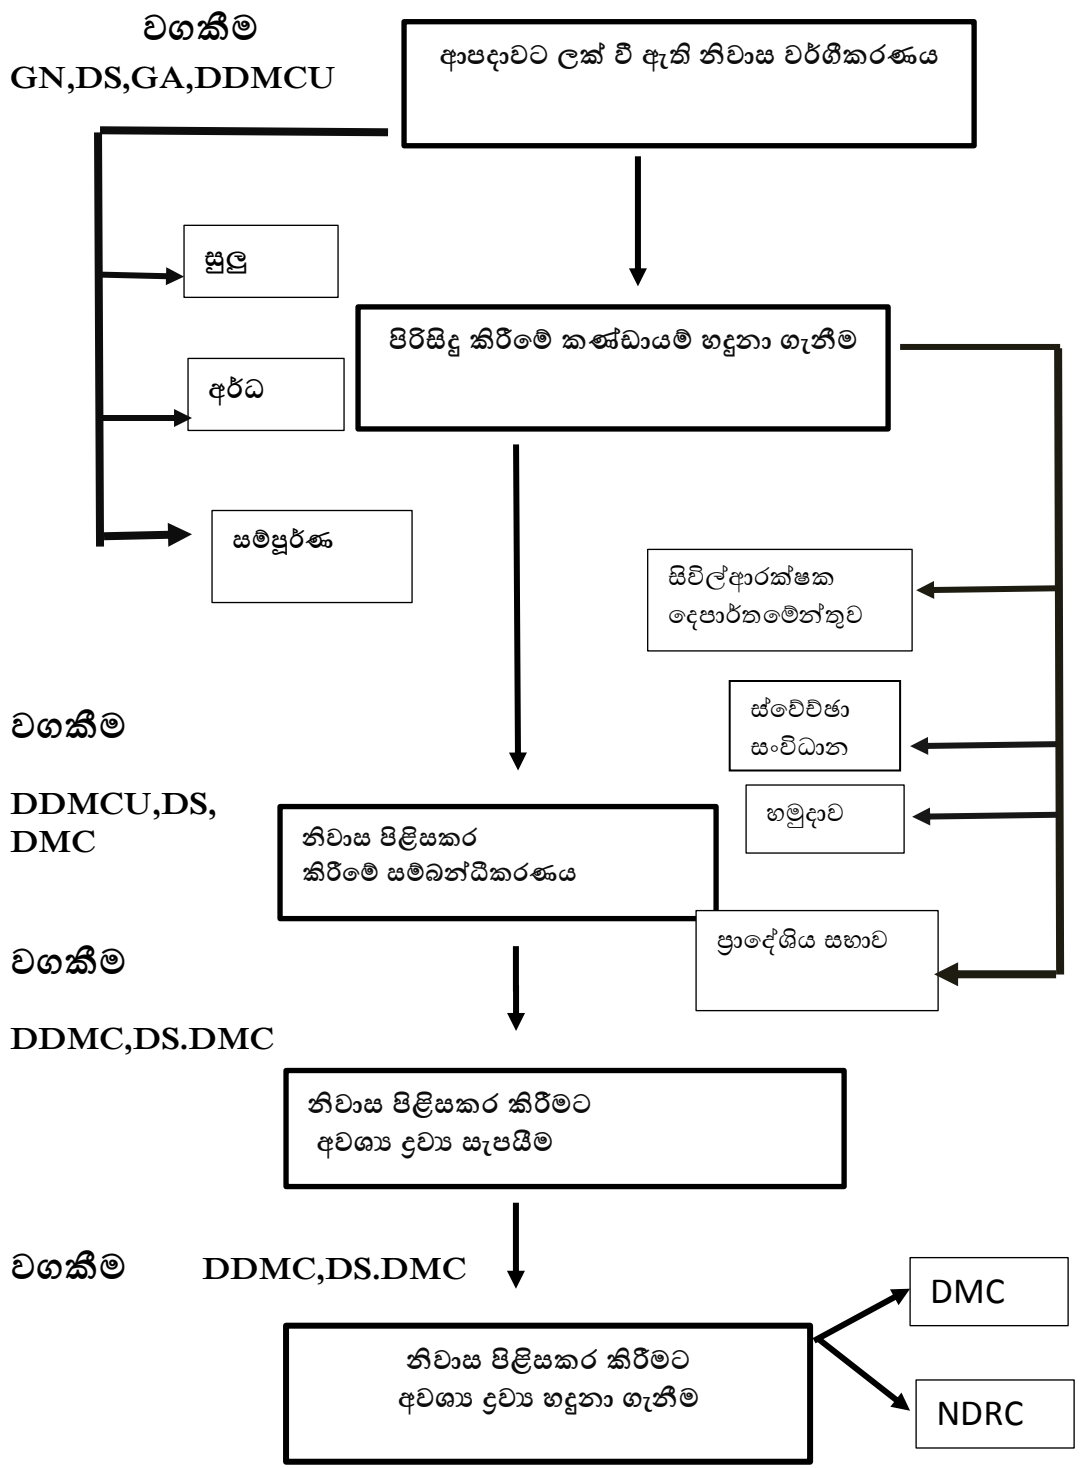 වගකීම
GN,DS,GA,DDMCU
ආපදාවට ලක් වී ඇති නිවාස වර්ගීකරණය
සුලු
පිරිසිදු කිරීමේ කණ්ඩායම් හදුනා ගැනීම
අර්ධ
සම්පූර්ණ
සිවිල්ආරක්ෂක
දෙපාර්තමේන්තුව
ස්වේච්ඡා
සංවිධාන
හමුදාව
ප්‍රාදේශිය සභාව
වගකීම
DDMCU,DS,
DMC
නිවාස පිළිසකර
කිරීමේ සම්බන්ධීකරණය
වගකීම
DDMC,DS.DMC
නිවාස පිළිසකර කිරීමට
අවශ්‍ය ද්‍රව්‍ය සැපයීම
වගකීම DDMC,DS.DMC
නිවාස පිළිසකර කිරීමට
අවශ්‍ය ද්‍රව්‍ය හදුනා ගැනීම
DMC
NDRC